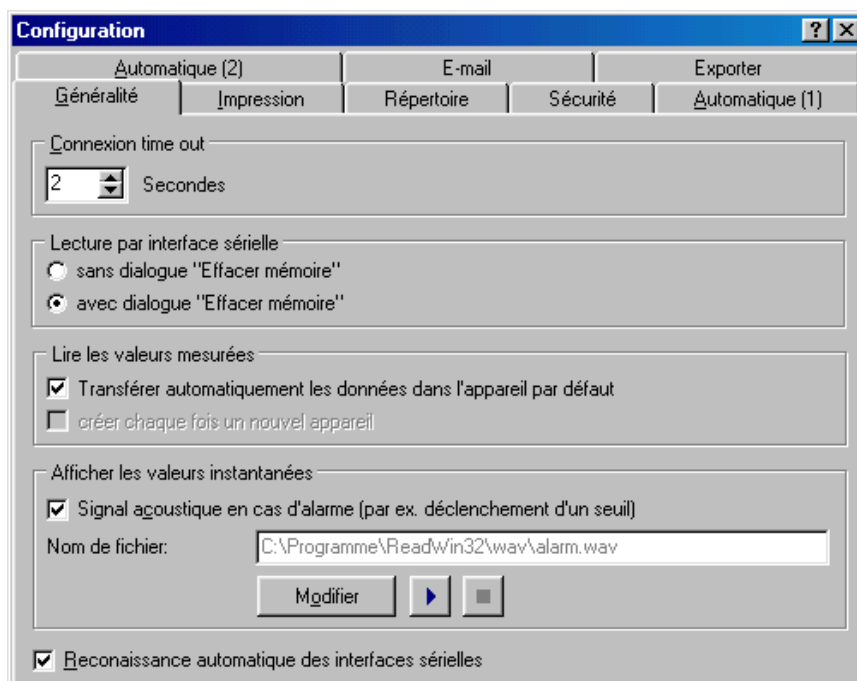 Configuration
Automatique (2) E-mail Exporter
Généralité Impression Répertoire Sécurité Automatique (1)
Connexion time out
2 Secondes
Lecture par interface sérielle
sans dialogue "Effacer mémoire"
avec dialogue "Effacer mémoire"
Lire les valeurs mesurées
Transférer automatiquement les données dans l'appareil par défaut
créer chaque fois un nouvel appareil
Afficher les valeurs instantanées
Signal acoustique en cas d'alarme (par ex. déclenchement d'un seuil)
Nom de fichier: C:\Programme\ReadWin32\wav\alarm.wav
Modifier
Reconaissance automatique des interfaces sérielles